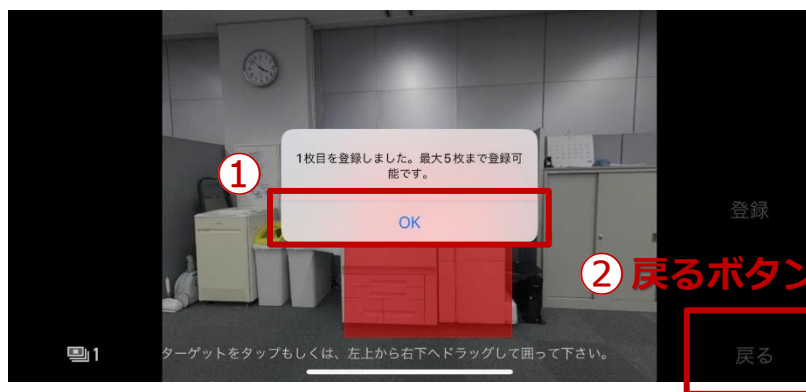 1枚目を登録しました。最大5枚まで登録可
能です。
①
OK
登録
② 戻るボタン
1
ターゲットをタップもしくは、左上から右下へドラッグして囲って下さい。
戻る